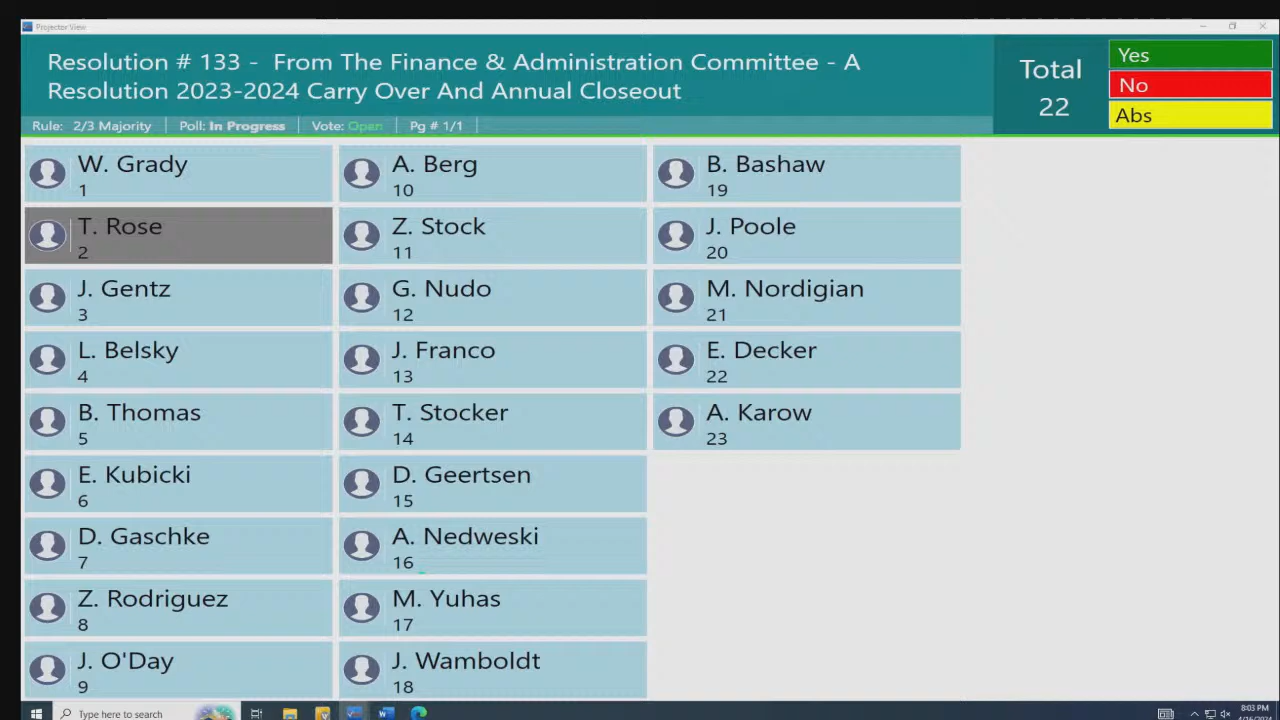 Projector View
Resolution # 133 - From The Finance & Administration Committee - A
Resolution 2023-2024 Carry Over And Annual Closeout
Rule: 2/3 Majority
Poll: In Progress
Vote: Open
Pg # 1/1
Total
22
Yes
No
Abs
W. Grady
1
T. Rose
2
J. Gentz
3
L. Belsky
4
B. Thomas
5
E. Kubicki
6
D. Gaschke
7
Z. Rodriguez
8
J. O'Day
9
A. Berg
10
Z. Stock
11
G. Nudo
12
J. Franco
13
T. Stocker
14
D. Geertsen
15
A. Nedweski
16
M. Yuhas
17
J. Wamboldt
18
B. Bashaw
19
J. Poole
20
M. Nordigian
21
E. Decker
22
A. Karow
23
Type here to search
8:03 PM
4/16/2024